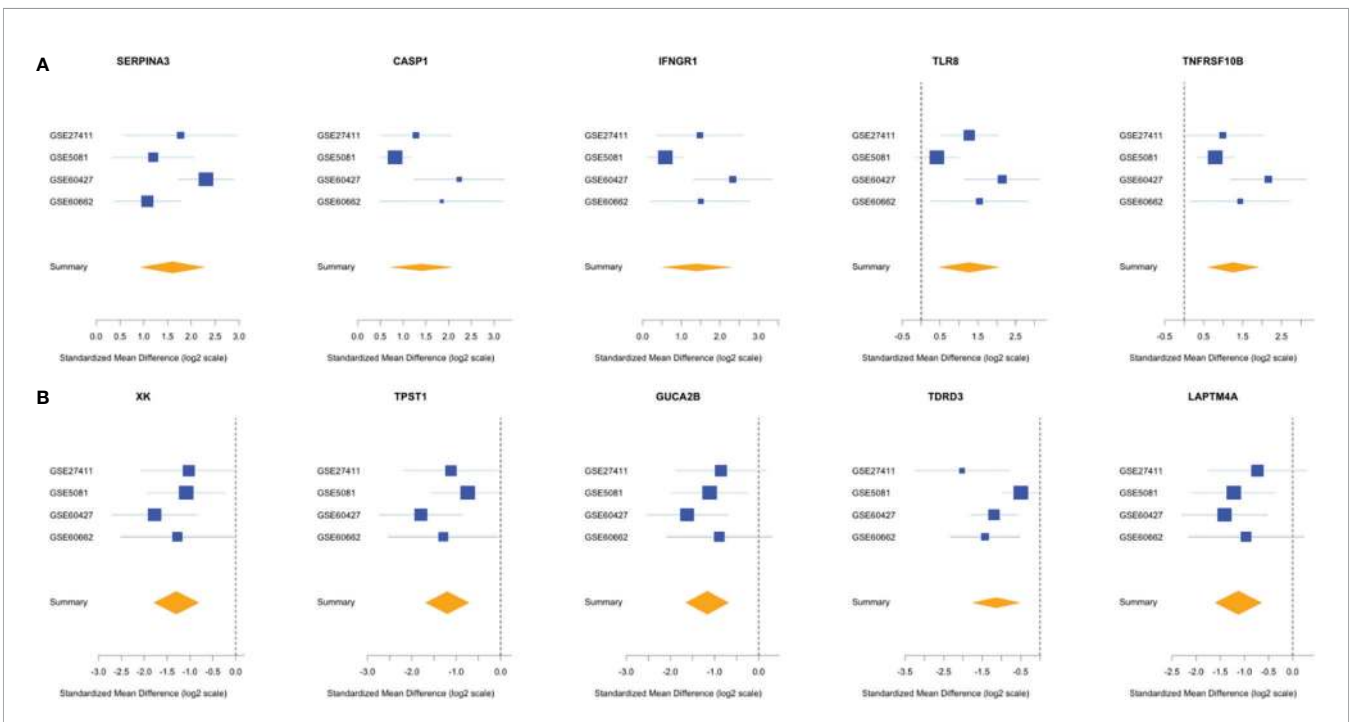 A
SERPINA3 CASP1 IFNGR1 TLR8 TNFRSF10B
GSE27411 GSE27411 GSE27411 GSE27411 GSE27411
GSE5081 GSE5081 GSE5081 GSE5081 GSE5081
GSE60427 GSE60427 GSE60427 GSE60427 GSE60427
GSE60662 GSE60662 GSE60662 GSE60662 GSE60662
Summary Summary Summary Summary Summary
0.0 0.5 1.0 1.5 2.0 2.5 3.0 0.0 0.5 1.0 1.5 2.0 2.5 3.0 0.0 1.0 2.0 3.0 -0.5 0.5 1.5 2.5 -0.5 0.5 1.5 2.5
Standardized Mean Difference (log2 scale) Standardized Mean Difference (log2 scale) Standardized Mean Difference (log2 scale) Standardized Mean Difference (log2 scale) Standardized Mean Difference (log2 scale)
B
XK TPST1 GUCA2B TDRD3 LAPTM4A
GSE27411 GSE27411 GSE27411 GSE27411 GSE27411
GSE5081 GSE5081 GSE5081 GSE5081 GSE5081
GSE60427 GSE60427 GSE60427 GSE60427 GSE60427
GSE60662 GSE60662 GSE60662 GSE60662 GSE60662
Summary Summary Summary Summary Summary
-3.0 -2.5 -2.0 -1.5 -1.0 -0.5 0.0 -3.0 -2.0 -1.0 0.0 -3.0 -2.0 -1.0 0.0 -3.5 -2.5 -1.5 -0.5 -2.5 -2.0 -1.5 -1.0 -0.5 0.0
Standardized Mean Difference (log2 scale) Standardized Mean Difference (log2 scale) Standardized Mean Difference (log2 scale) Standardized Mean Difference (log2 scale) Standardized Mean Difference (log2 scale)